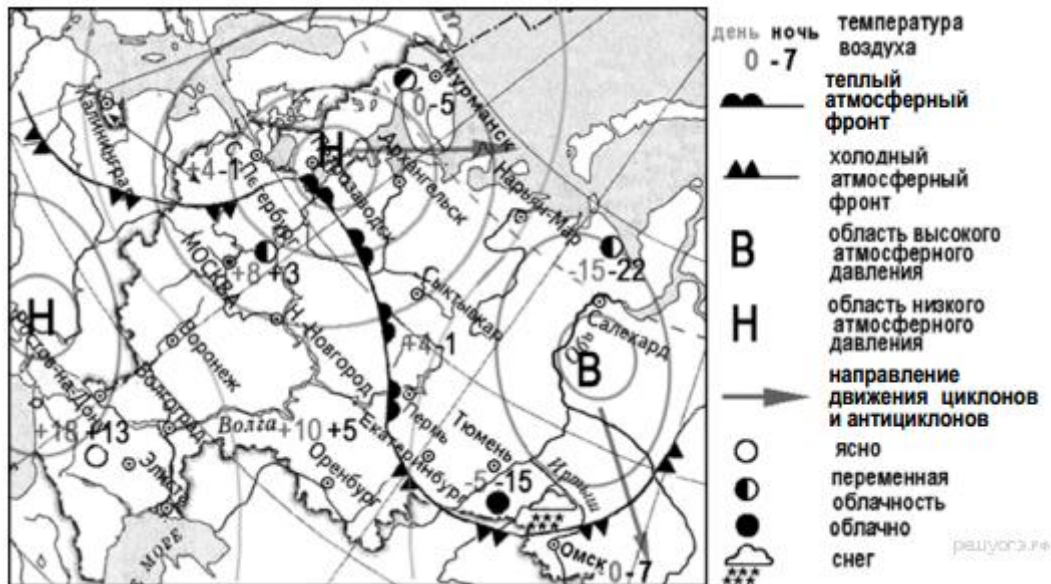 Мурманск
0 -5
Калининград
+4 -1
С.-Петербург
Н
Петрозаводск
Архангельск
Нарьян-Мар
МОСКВА
+8 +3
-15 -22
Сыктывкар
Салехард
Н
+4 -1
Обь
В
Н. Новгород
Воронеж
Ростов-на-Дону
Волгоград
Волга
+10 +5
Пермь
Екатеринбург
Тюмень
+18 +13
Элиста
Оренбург
-5 -15
Иртыш
МОРЕ
Омск
0 -7
день ночь температура
воздуха
0 -7
теплый
атмосферный
фронт
холодный
атмосферный
фронт
В
область высокого
атмосферного
давления
Н
область низкого
атмосферного
давления
направление
движения циклонов
и антициклонов
ясно
переменная
облачность
облачно
снег
решуогэ.рф